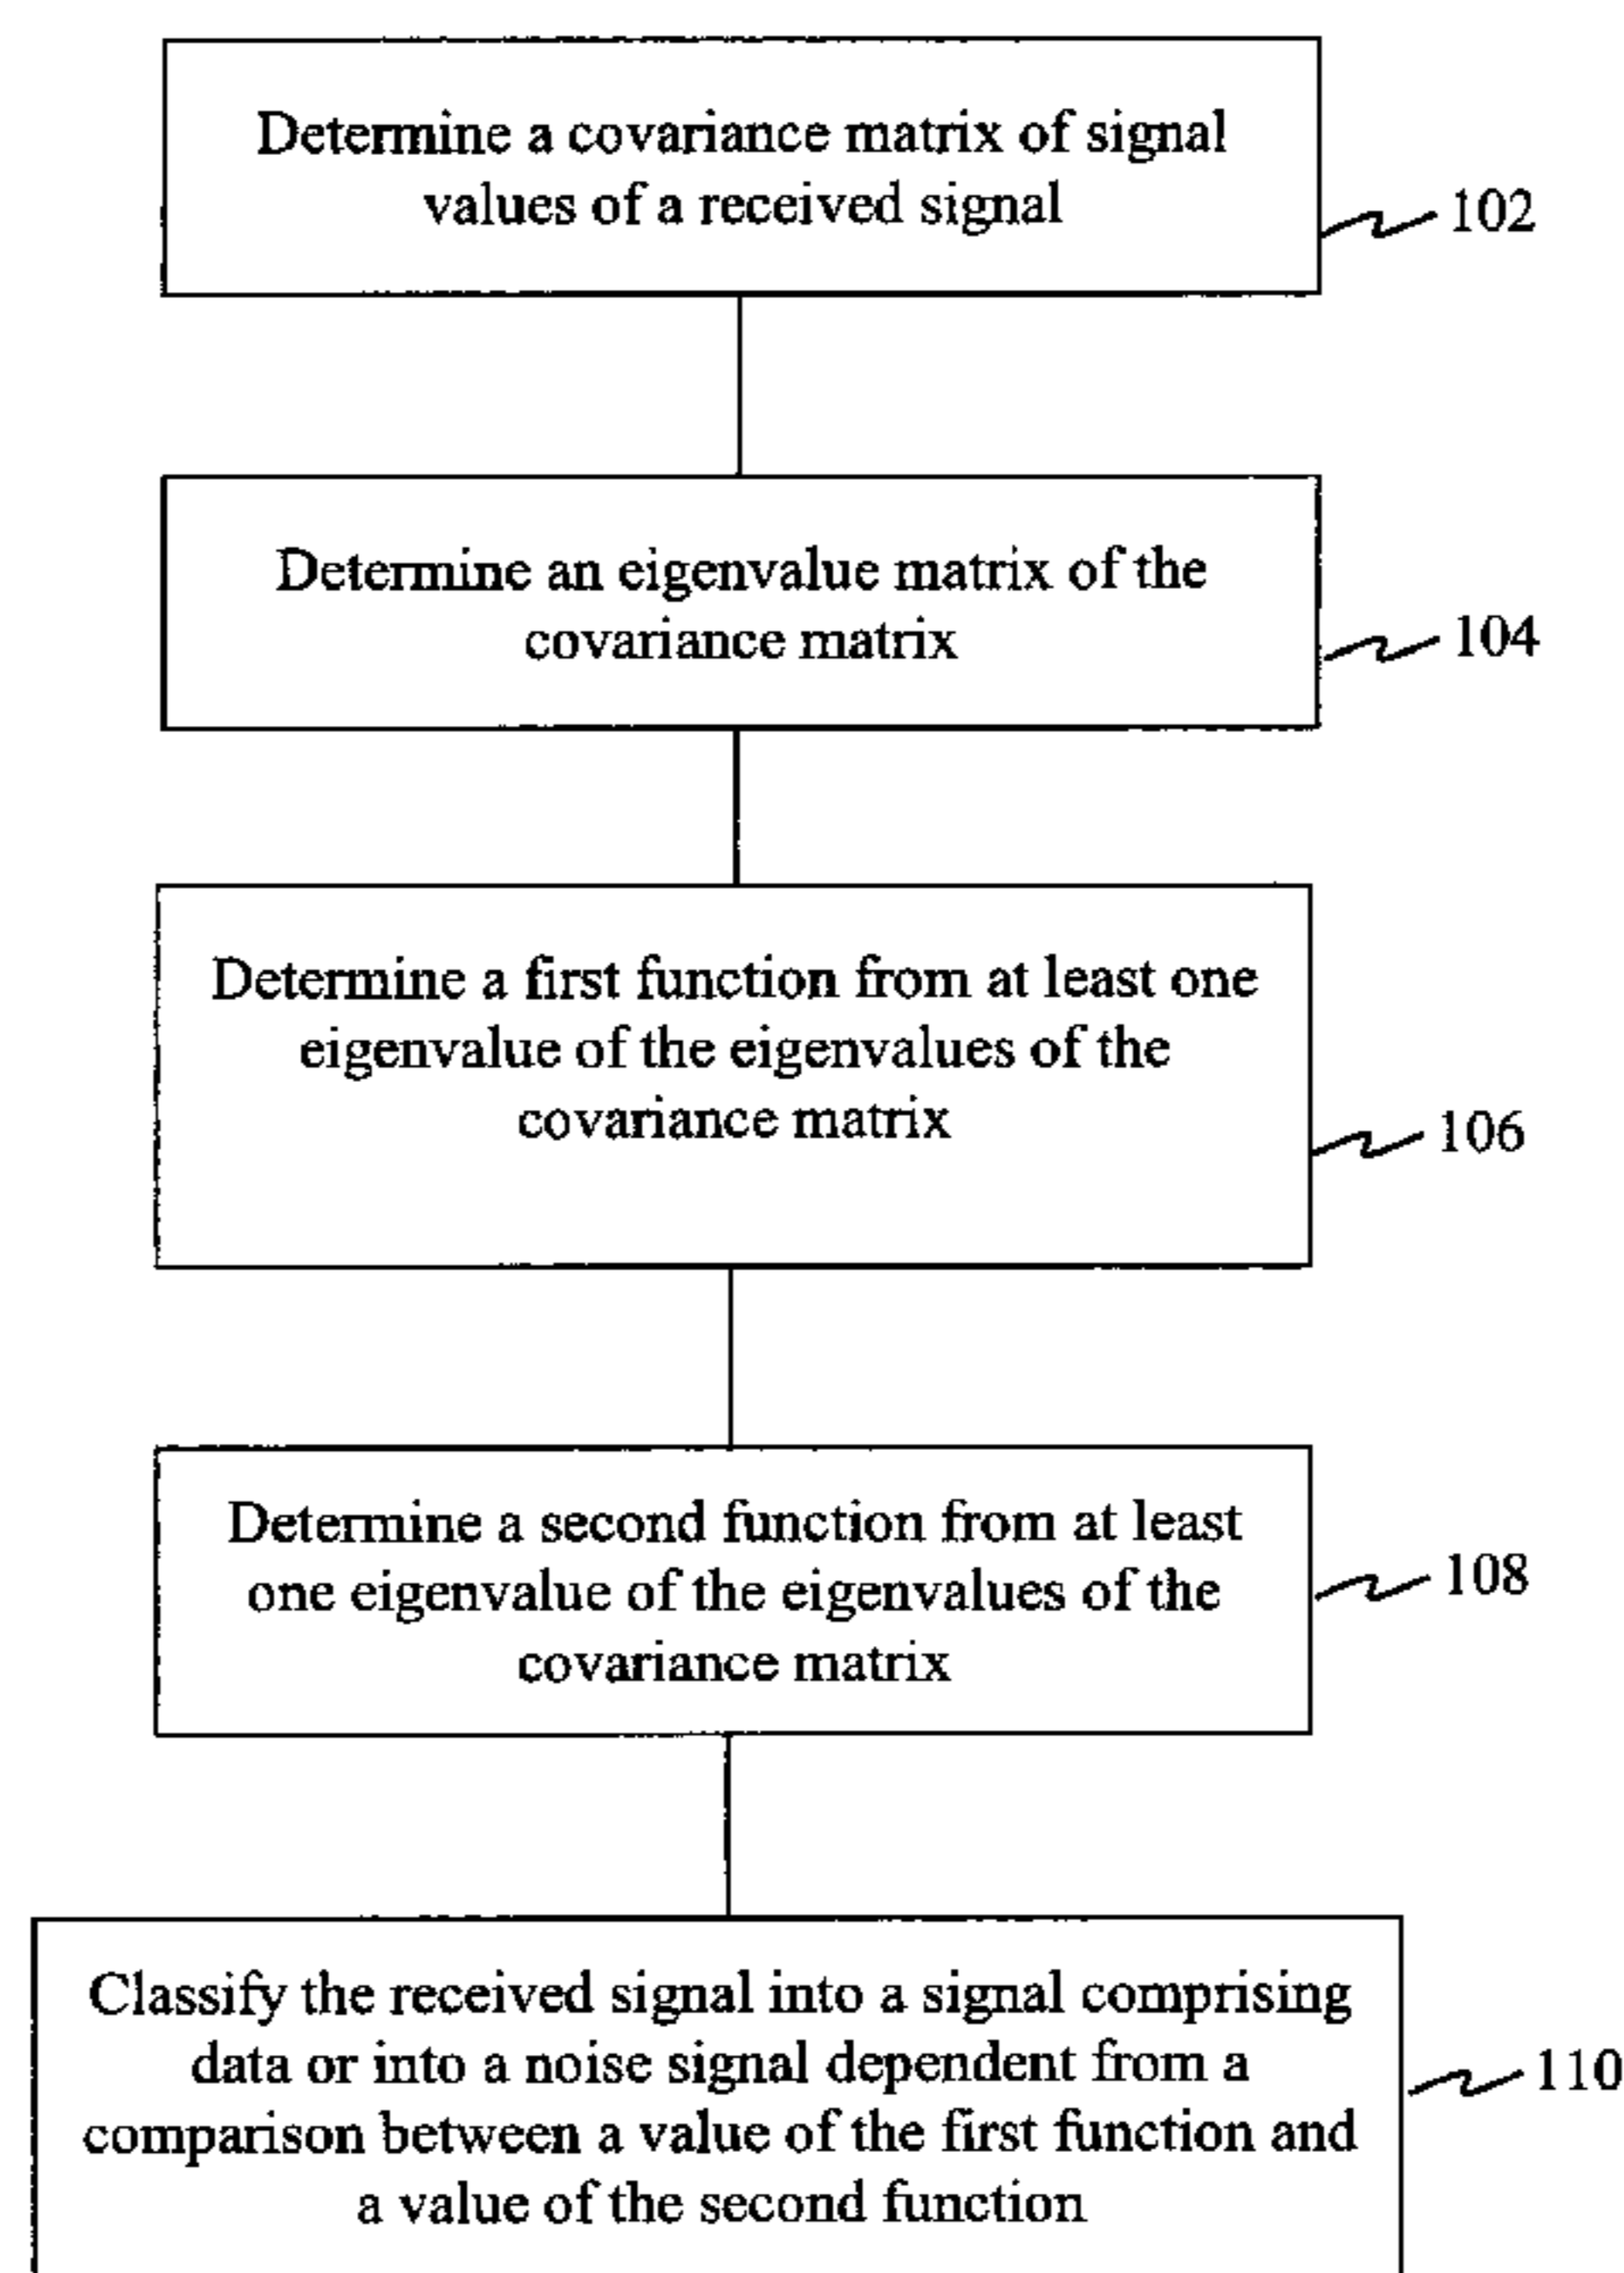 Determine a covariance matrix of signal
values of a received signal
102
Determine an eigenvalue matrix of the
covariance matrix
104
Determine a first function from at least one
eigenvalue of the eigenvalues of the
covariance matrix
106
Determine a second function from at least
one eigenvalue of the eigenvalues of the
covariance matrix
108
Classify the received signal into a signal comprising
data or into a noise signal dependent from a
comparison between a value of the first function and
a value of the second function
110